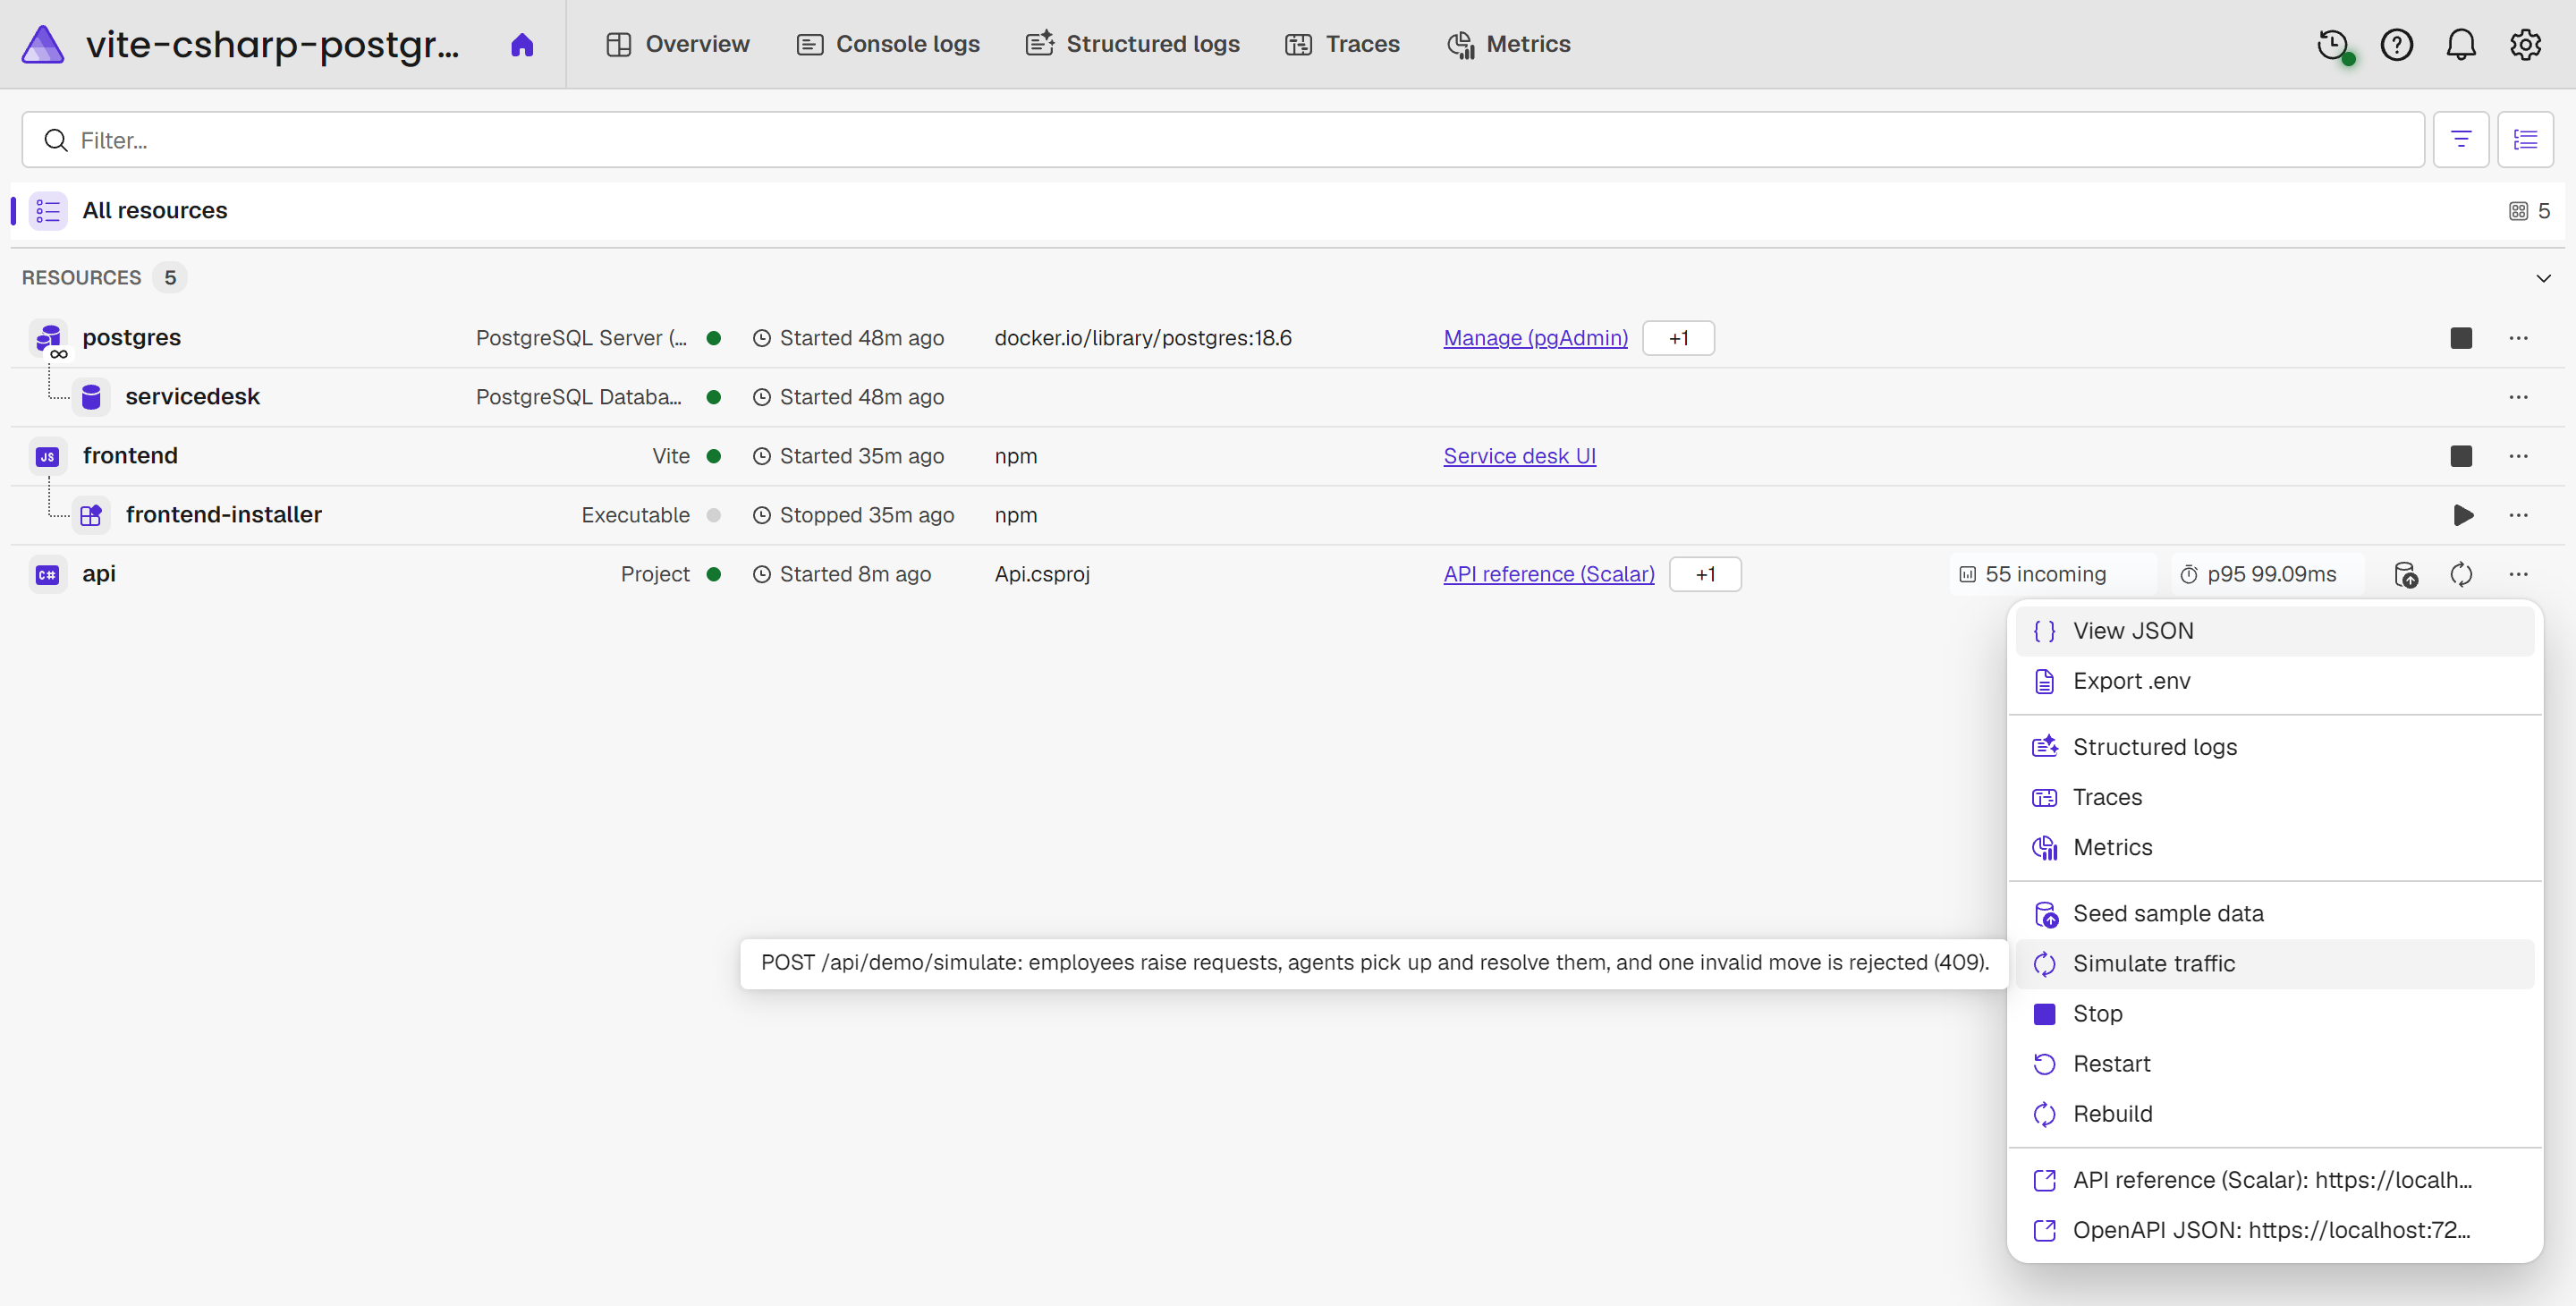 vite-csharp-postgr...
Overview
Console logs
Structured logs
Traces
Metrics
Filter...
All resources
5
RESOURCES 5
postgres PostgreSQL Server (... Started 48m ago docker.io/library/postgres:18.6 Manage (pgAdmin) +1
servicedesk PostgreSQL Databa... Started 48m ago
JS frontend Vite Started 35m ago npm Service desk UI
frontend-installer Executable Stopped 35m ago npm
C# api Project Started 8m ago Api.csproj API reference (Scalar) +1 55 incoming p95 99.09ms
View JSON
Export .env
Structured logs
Traces
Metrics
Seed sample data
POST /api/demo/simulate: employees raise requests, agents pick up and resolve them, and one invalid move is rejected (409).
Simulate traffic
Stop
Restart
Rebuild
API reference (Scalar): https://localh...
OpenAPI JSON: https://localhost:72...